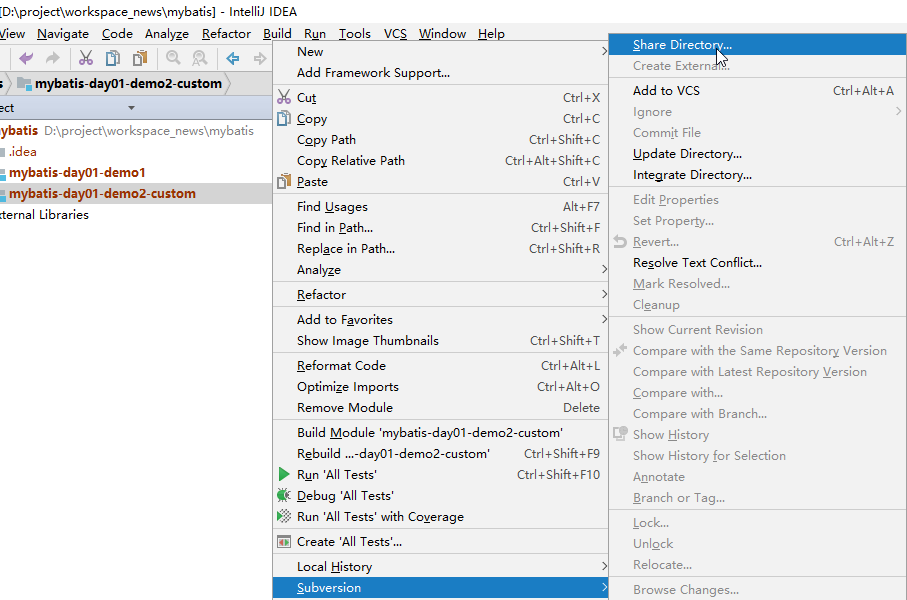 [D:\project\workspace_news\mybatis] - IntelliJ IDEA
View Navigate Code Analyze Refactor Build Run Tools VCS Window Help
s mybatis-day01-demo2-custom
ect
ybatis D:\project\workspace_news\mybatis
.idea
mybatis-day01-demo1
mybatis-day01-demo2-custom
ternal Libraries
New
Add Framework Support...
Cut Ctrl+X
Copy Ctrl+C
Copy Path Ctrl+Shift+C
Copy Relative Path Ctrl+Alt+Shift+C
Paste Ctrl+V
Find Usages Alt+F7
Find in Path... Ctrl+Shift+F
Replace in Path... Ctrl+Shift+R
Analyze
Refactor
Add to Favorites
Show Image Thumbnails Ctrl+Shift+T
Reformat Code Ctrl+Alt+L
Optimize Imports Ctrl+Alt+O
Remove Module Delete
Build Module 'mybatis-day01-demo2-custom'
Rebuild ...-day01-demo2-custom' Ctrl+Shift+F9
Run 'All Tests' Ctrl+Shift+F10
Debug 'All Tests'
Run 'All Tests' with Coverage
Create 'All Tests'...
Local History
Subversion
Share Directory...
Create External...
Add to VCS Ctrl+Alt+A
Ignore
Commit File
Update Directory...
Integrate Directory...
Edit Properties
Set Property...
Revert... Ctrl+Alt+Z
Resolve Text Conflict...
Mark Resolved...
Cleanup
Show Current Revision
Compare with the Same Repository Version
Compare with Latest Repository Version
Compare with...
Compare with Branch...
Show History
Show History for Selection
Annotate
Branch or Tag...
Lock...
Unlock
Relocate...
Browse Changes...